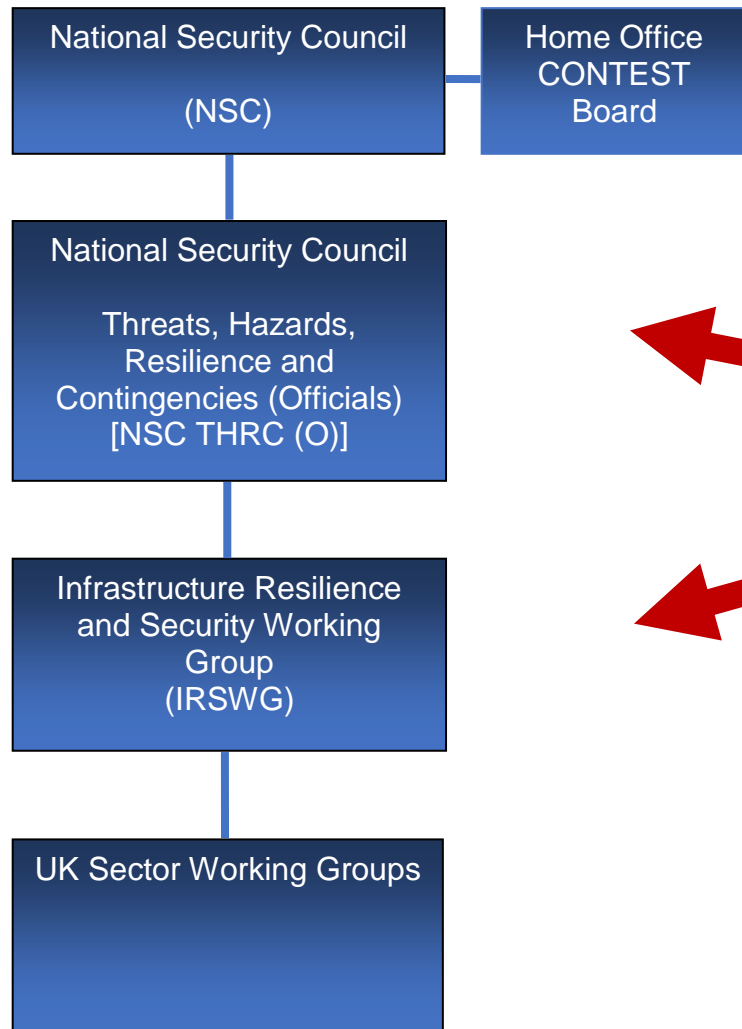 National Security Council
(NSC)
Home Office
CONTEST
Board
National Security Council
Threats, Hazards,
Resilience and
Contingencies (Officials)
[NSC THRC (O)]
Infrastructure Resilience
and Security Working
Group
(IRSWG)
UK Sector Working Groups